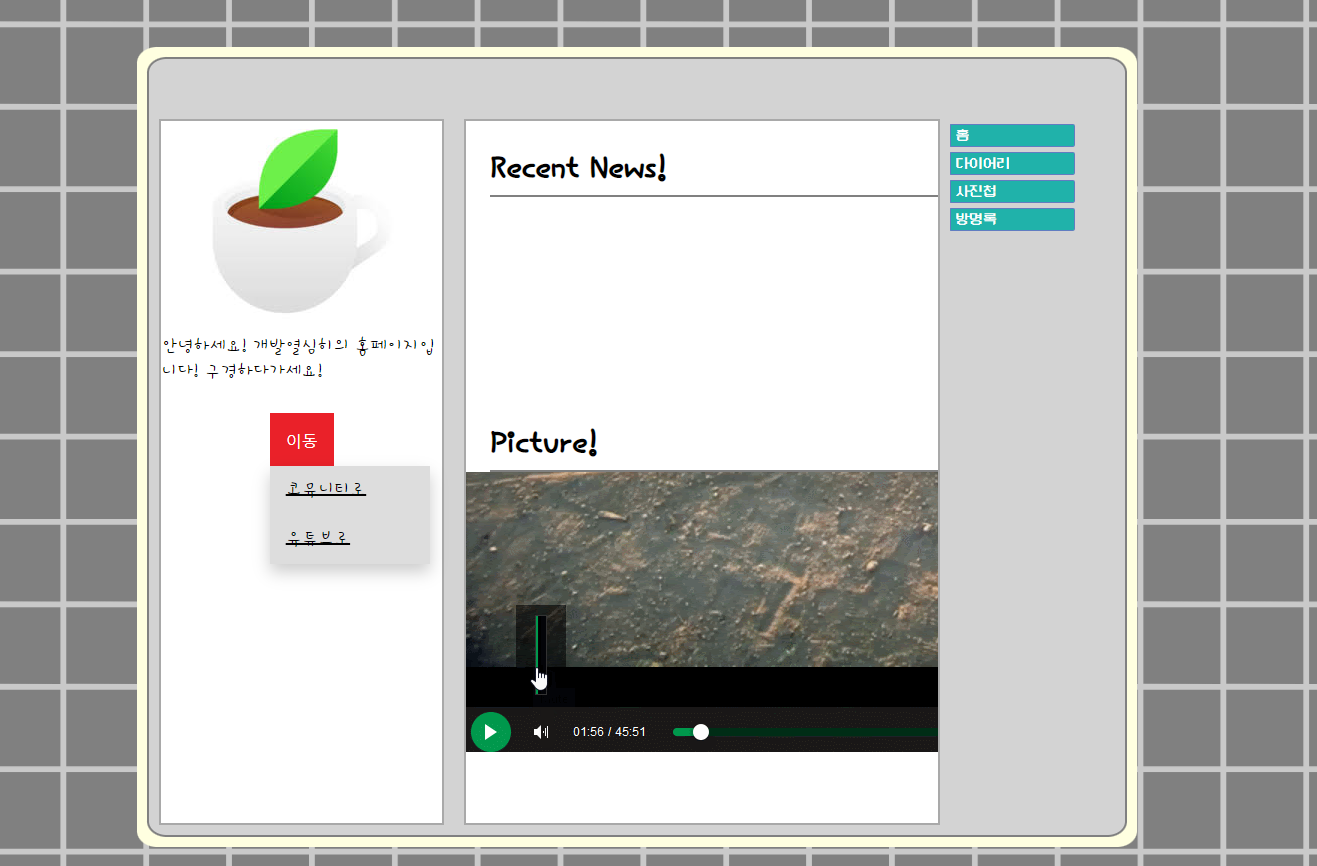 안녕하세요! 개발열심히의 홈페이지입
니다! 구경하다가세요!
이동
코뮤니티로
유튜브로
Recent News!
Picture!
01:56 / 45:51
홈
다이어리
사진첩
방명록